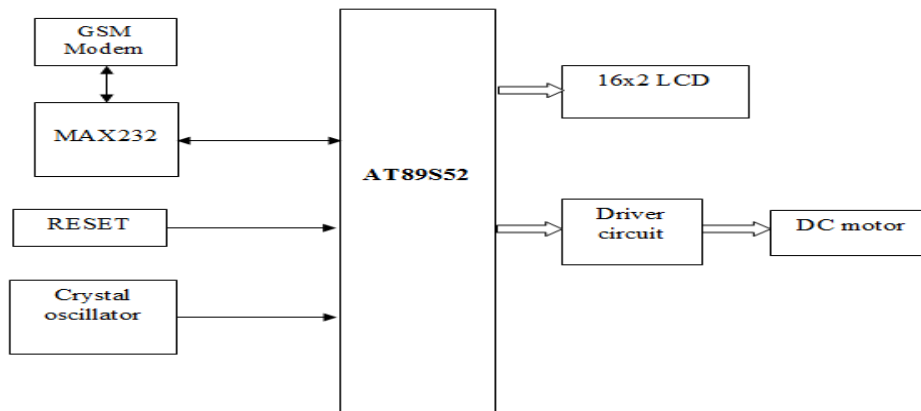 GSM
Modem
MAX232
RESET
Crystal
oscillator
AT89S52
16x2 LCD
Driver
circuit
DC motor